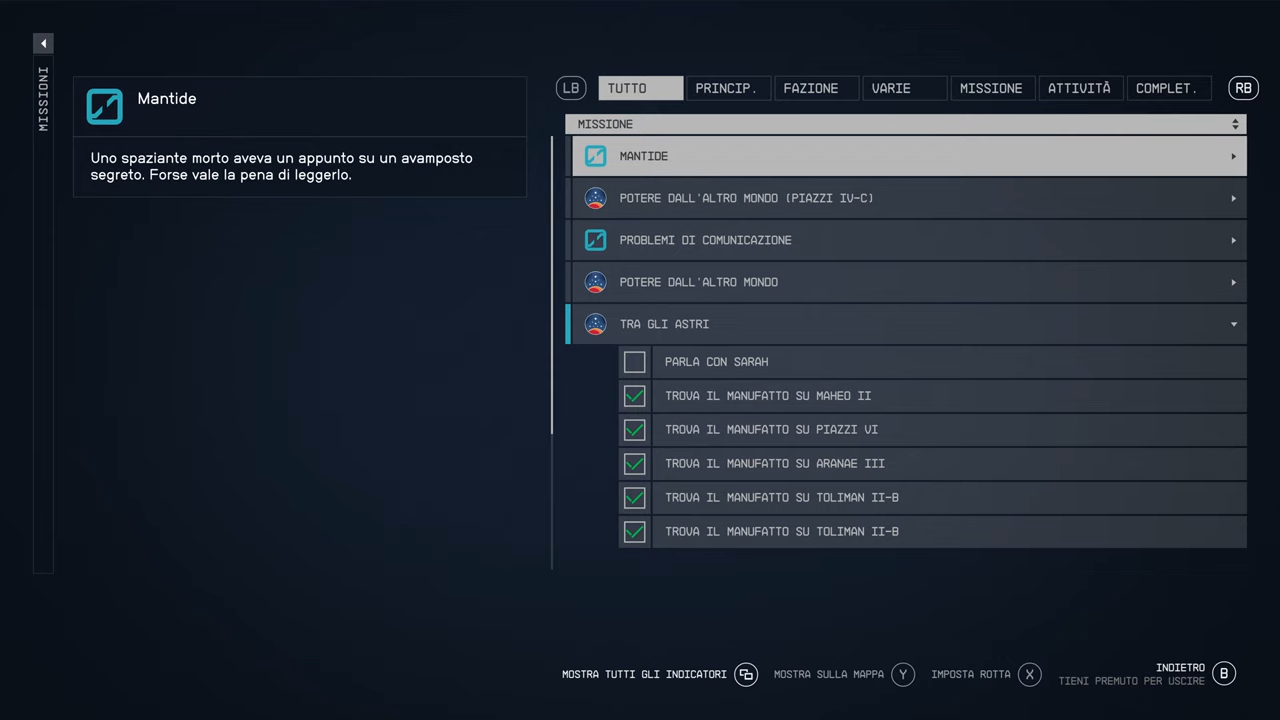 MISSIONI
Mantide
Uno spaziante morto aveva un appunto su un avamposto
segreto. Forse vale la pena di leggerlo.
LB
TUTTO
PRINCIP.
FAZIONE
VARIE
MISSIONE
ATTIVITÀ
COMPLET.
RB
MISSIONE
MANTIDE
POTERE DALL'ALTRO MONDO (PIAZZI IV-C)
PROBLEMI DI COMUNICAZIONE
POTERE DALL'ALTRO MONDO
TRA GLI ASTRI
PARLA CON SARAH
TROVA IL MANUFATTO SU MAHEO II
TROVA IL MANUFATTO SU PIAZZI VI
TROVA IL MANUFATTO SU ARANAE III
TROVA IL MANUFATTO SU TOLIMAN II-B
TROVA IL MANUFATTO SU TOLIMAN II-B
MOSTRA TUTTI GLI INDICATORI
MOSTRA SULLA MAPPA Y
IMPOSTA ROTTA X
INDIETRO B
TIENI PREMUTO PER USCIRE